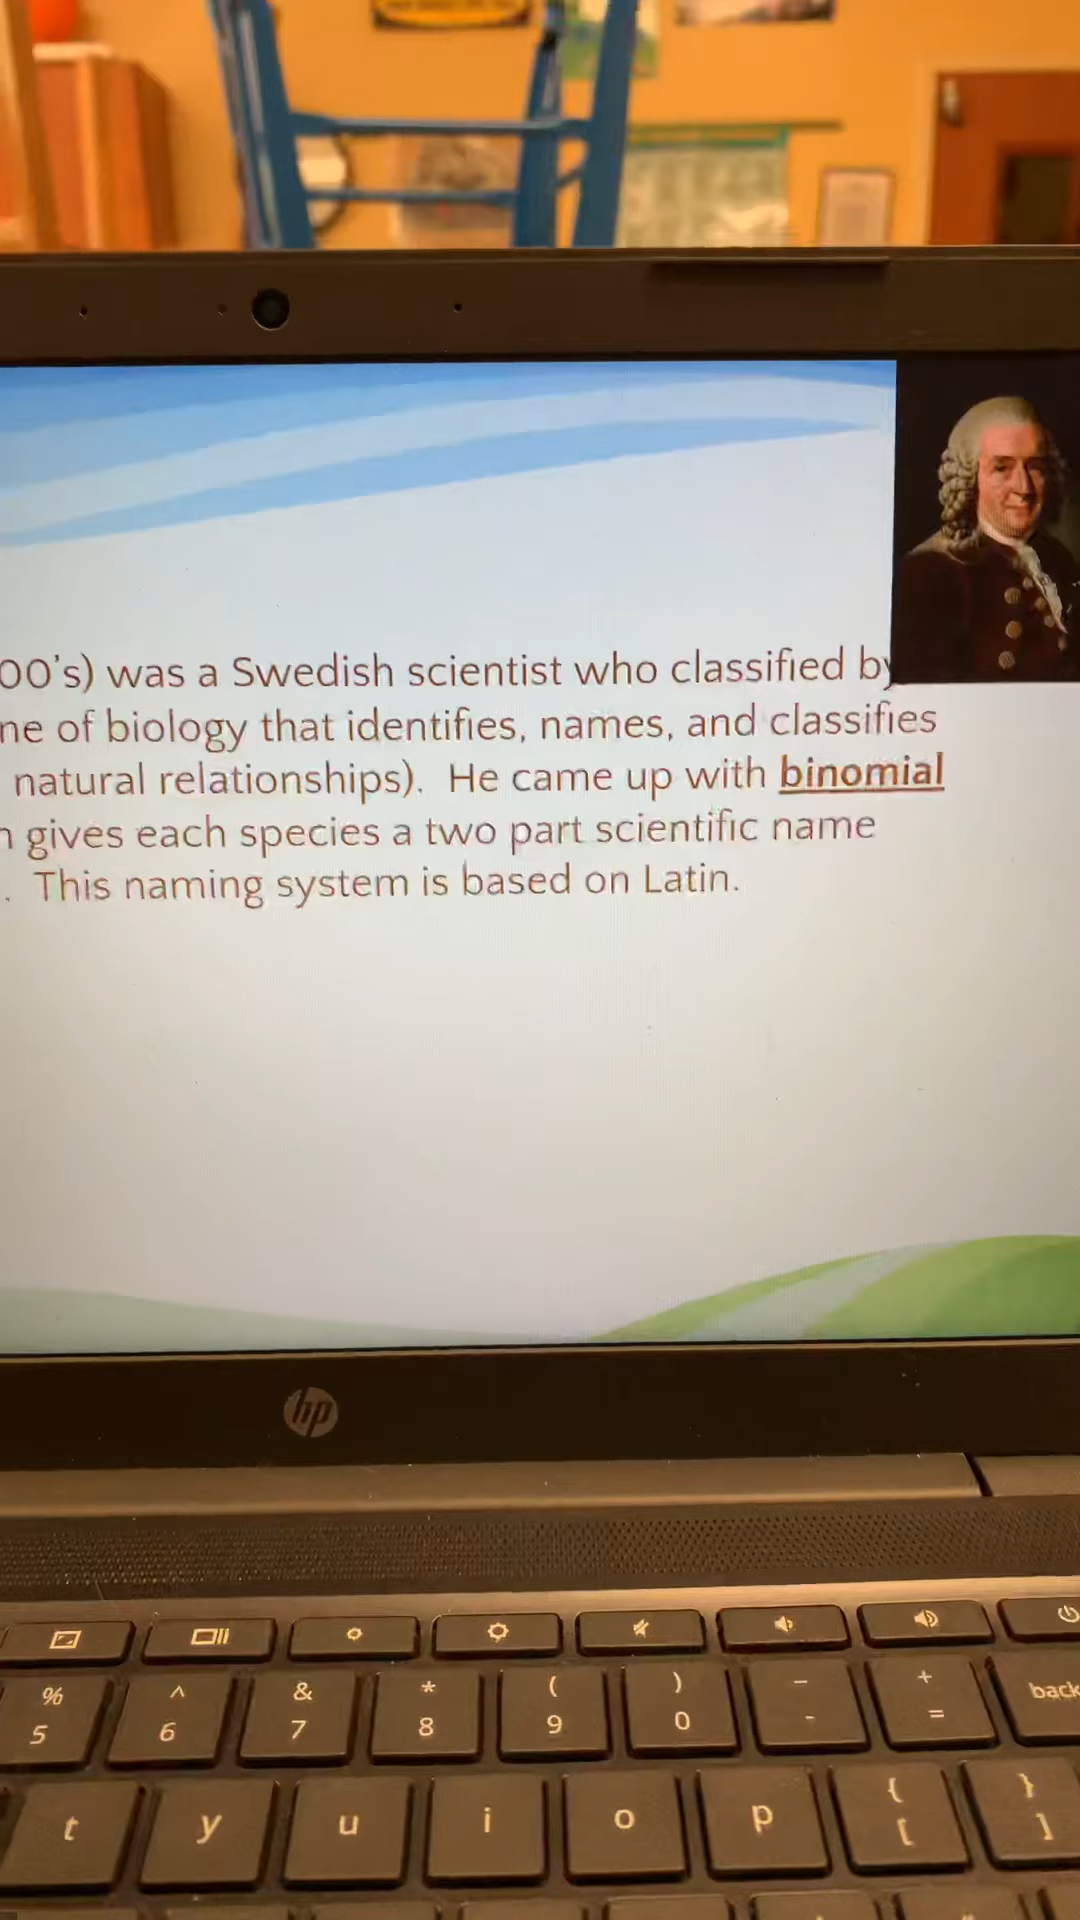 00's) was a Swedish scientist who classified by
ne of biology that identifies, names, and classifies
natural relationships). He came up with binomial
n gives each species a two part scientific name
. This naming system is based on Latin.
hp
% ^ & * ( ) _ +
5 6 7 8 9 0 - = back
t y u i o p { }
[ ]